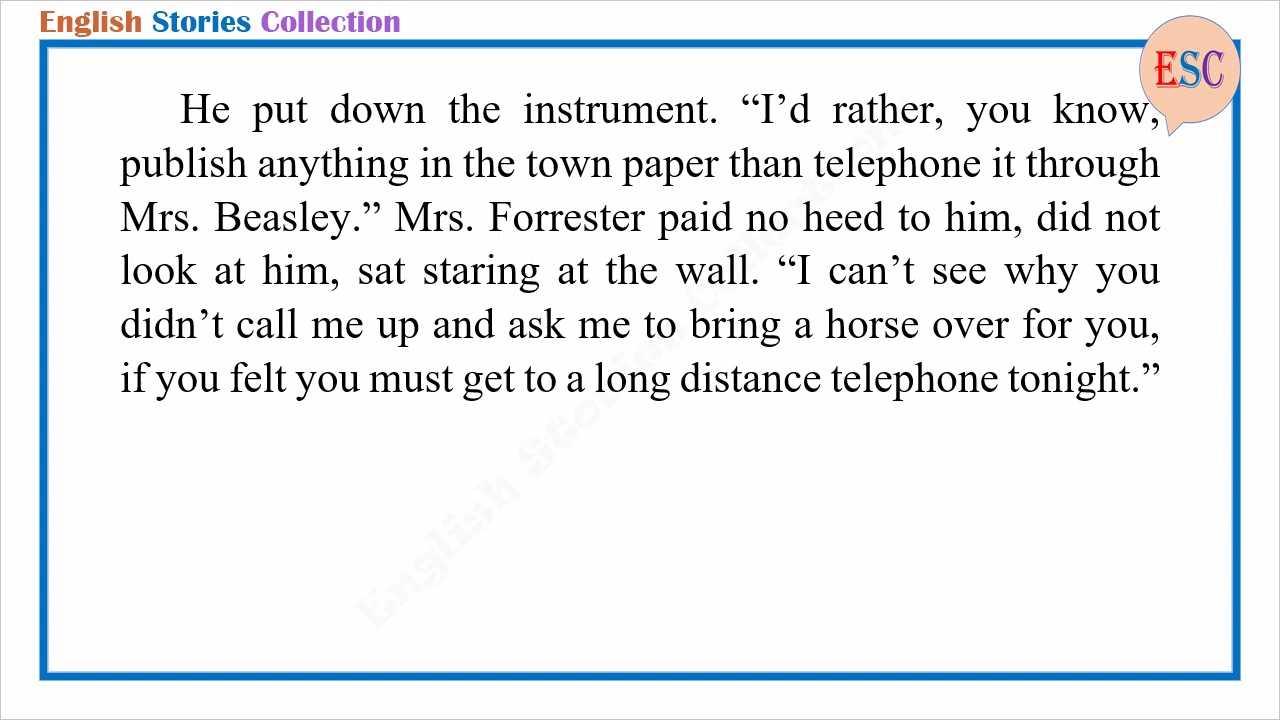 English Stories Collection
ESC
He put down the instrument. “I’d rather, you know,
publish anything in the town paper than telephone it through
Mrs. Beasley.” Mrs. Forrester paid no heed to him, did not
look at him, sat staring at the wall. “I can’t see why you
didn’t call me up and ask me to bring a horse over for you,
if you felt you must get to a long distance telephone tonight.”
English Stories Collection